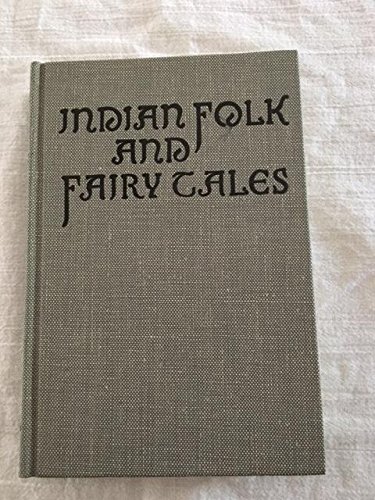 INDIAN FOLK
AND
FAIRY TALES